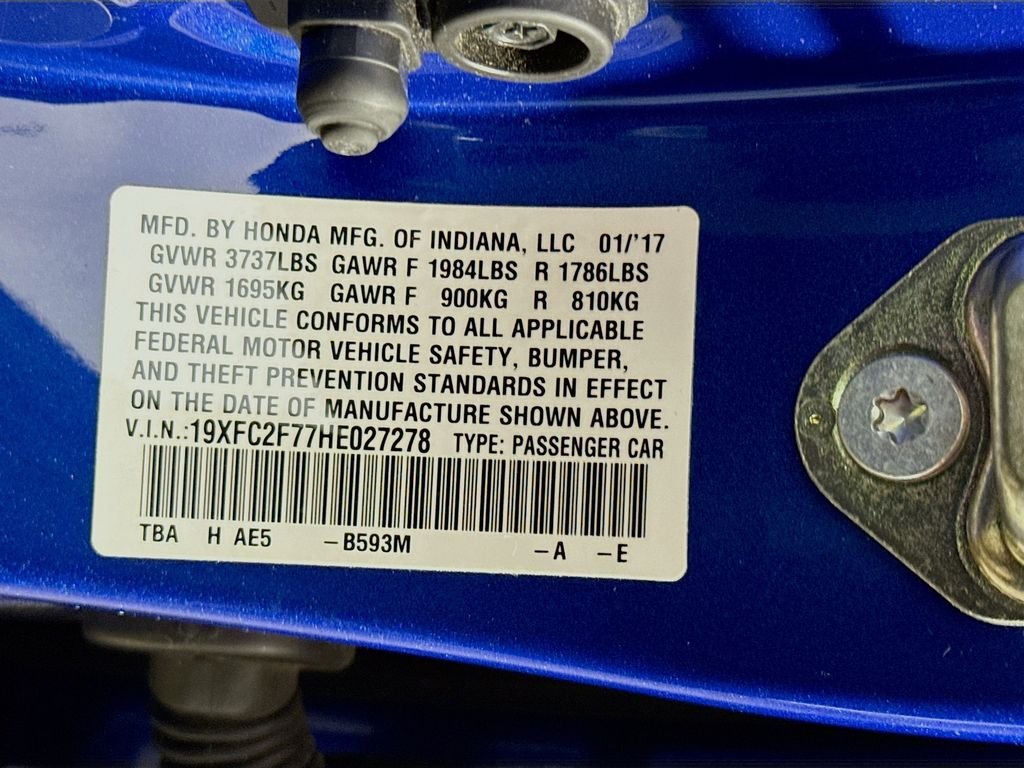 MFD. BY HONDA MFG. OF INDIANA, LLC 01/'17
GVWR 3737LBS GAWR F 1984LBS R 1786LBS
GVWR 1695KG GAWR F 900KG R 810KG
THIS VEHICLE CONFORMS TO ALL APPLICABLE
FEDERAL MOTOR VEHICLE SAFETY, BUMPER,
AND THEFT PREVENTION STANDARDS IN EFFECT
ON THE DATE OF MANUFACTURE SHOWN ABOVE.
V.I.N.:19XFC2F77HE027278 TYPE: PASSENGER CAR
TBA H AE5 -B593M -A -E